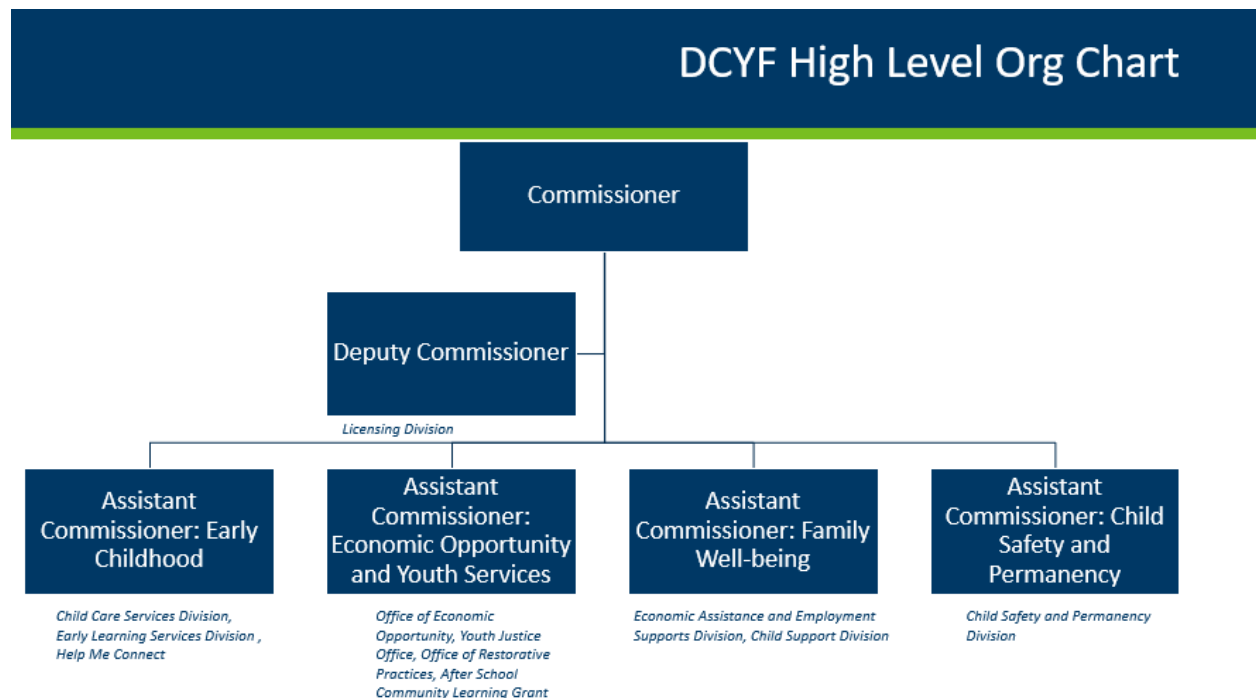 DCYF High Level Org Chart
Commissioner
Deputy Commissioner
Licensing Division
Assistant
Commissioner: Early
Childhood
Child Care Services Division,
Early Learning Services Division ,
Help Me Connect
Assistant
Commissioner:
Economic Opportunity
and Youth Services
Office of Economic
Opportunity, Youth Justice
Office, Office of Restorative
Practices, After School
Community Learning Grant
Assistant
Commissioner: Family
Well-being
Economic Assistance and Employment
Supports Division, Child Support Division
Assistant
Commissioner: Child
Safety and
Permanency
Child Safety and Permanency
Division